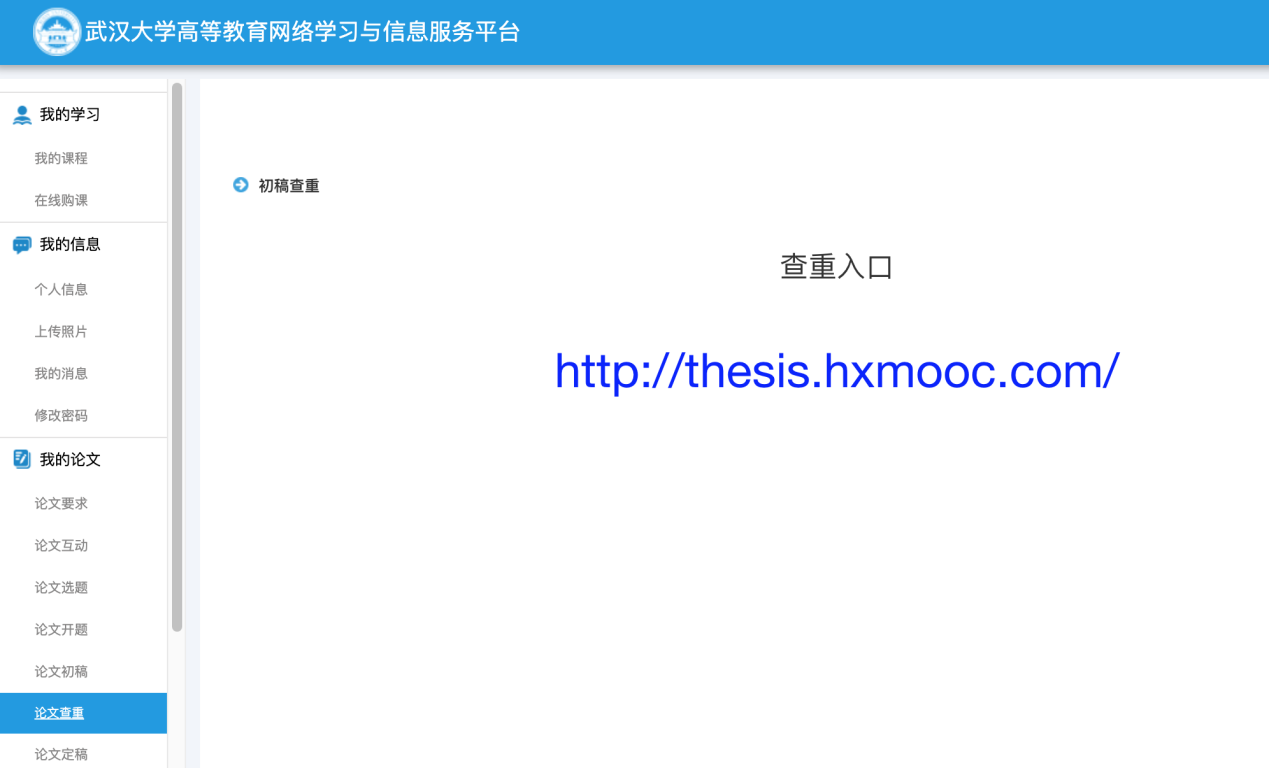 武汉大学高等教育网络学习与信息服务平台
我的学习
我的课程
在线购课
我的信息
个人信息
上传照片
我的消息
修改密码
我的论文
论文要求
论文互动
论文选题
论文开题
论文初稿
论文查重
论文定稿
初稿查重
查重入口
http://thesis.hxmooc.com/